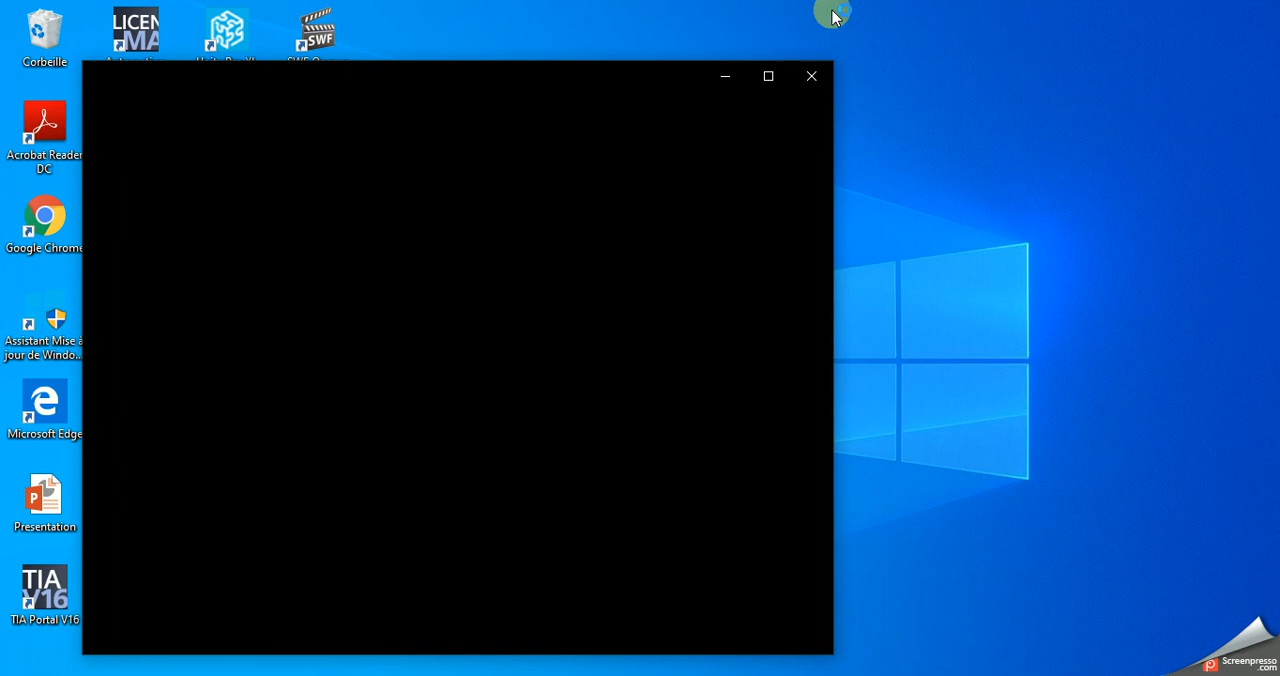 Corbeille
LICEN
MA
SWF
Acrobat Reader
DC
Google Chrome
Assistant Mise à
jour de Windo...
Microsoft Edge
P
Presentation
TIA
V16
TIA Portal V16
Screenpresso
.com